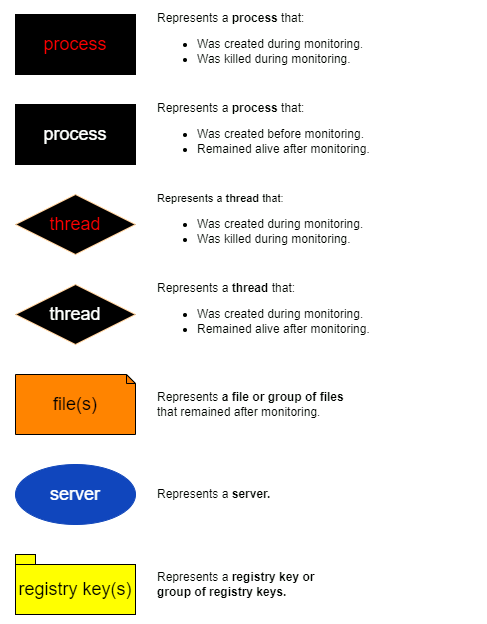 process
Represents a process that:
Was created during monitoring.
Was killed during monitoring.
process
Represents a process that:
Was created before monitoring.
Remained alive after monitoring.
thread
Represents a thread that:
Was created during monitoring.
Was killed during monitoring.
thread
Represents a thread that:
Was created during monitoring.
Remained alive after monitoring.
file(s)
Represents a file or group of files
that remained after monitoring.
server
Represents a server.
registry key(s)
Represents a registry key or
group of registry keys.